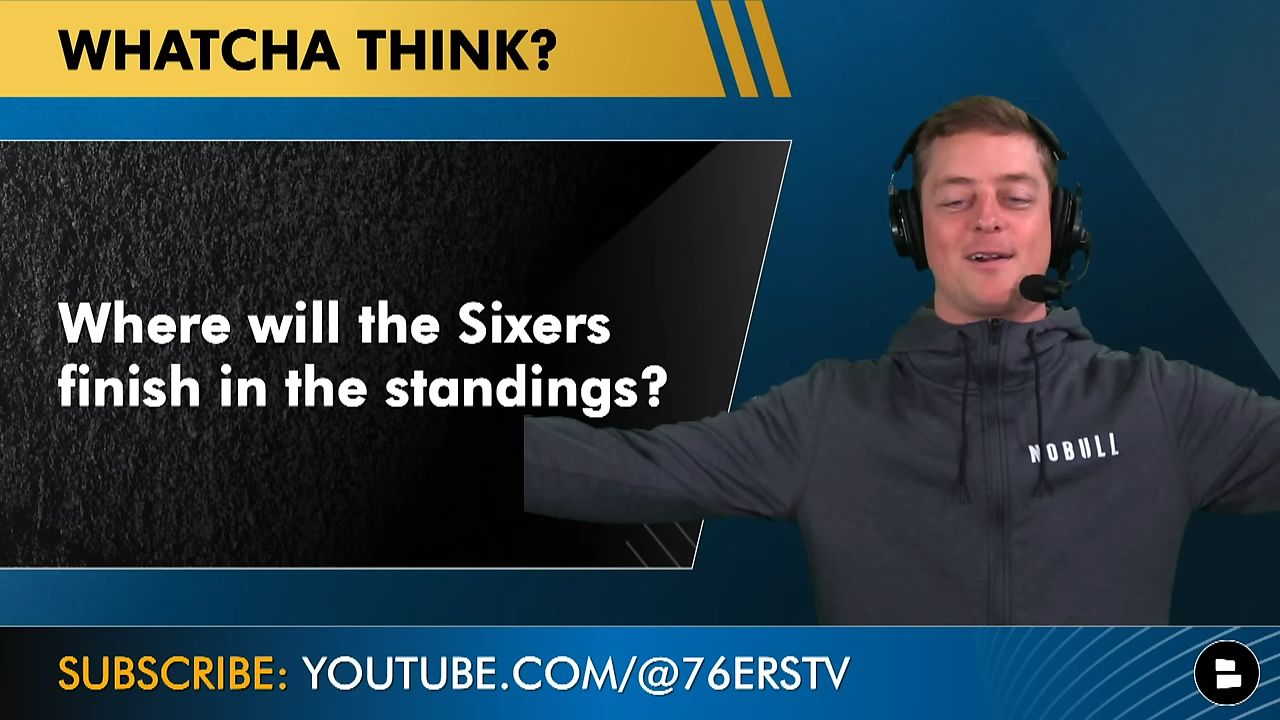 WHATCHA THINK?
Where will the Sixers
finish in the standings?
NOBULL
SUBSCRIBE: YOUTUBE.COM/@76ERSTV